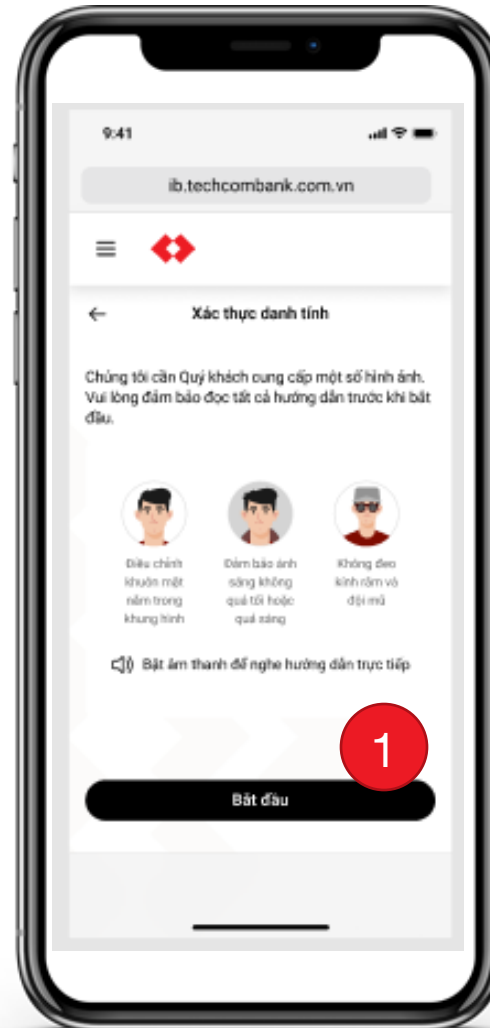 9:41
ib.techcombank.com.vn
Xác thực danh tính
Chúng tôi cần Quý khách cung cấp một số hình ảnh.
Vui lòng đảm bảo đọc tất cả hướng dẫn trước khi bắt
đầu.
Điều chỉnh
khuôn mặt
nằm trong
khung hình
Đảm bảo ánh
sáng không
quá tối hoặc
quá sáng
Không đeo
kính râm và
đội mũ
Bật âm thanh để nghe hướng dẫn trực tiếp
1
Bắt đầu